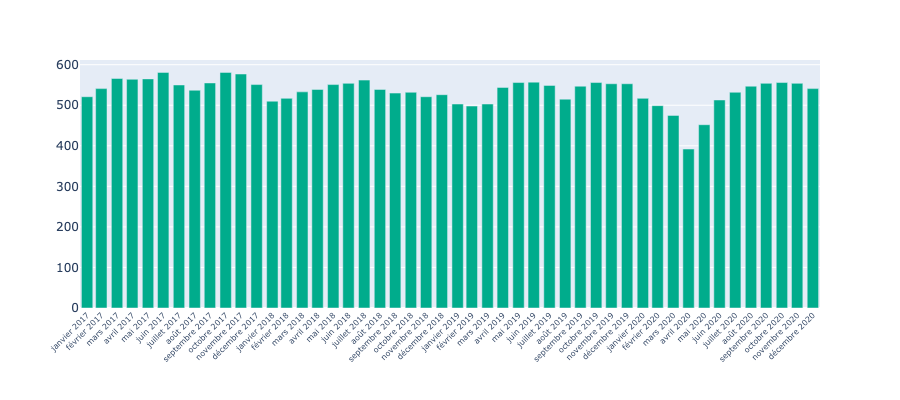 600
500
400
300
200
100
0
janvier 2017
février 2017
mars 2017
avril 2017
mai 2017
juin 2017
juillet 2017
août 2017
septembre 2017
octobre 2017
novembre 2017
décembre 2017
janvier 2018
février 2018
mars 2018
avril 2018
mai 2018
juin 2018
juillet 2018
août 2018
septembre 2018
octobre 2018
novembre 2018
décembre 2018
janvier 2019
février 2019
mars 2019
avril 2019
mai 2019
juin 2019
juillet 2019
août 2019
septembre 2019
octobre 2019
novembre 2019
décembre 2019
janvier 2020
février 2020
mars 2020
avril 2020
mai 2020
juin 2020
juillet 2020
août 2020
septembre 2020
octobre 2020
novembre 2020
décembre 2020